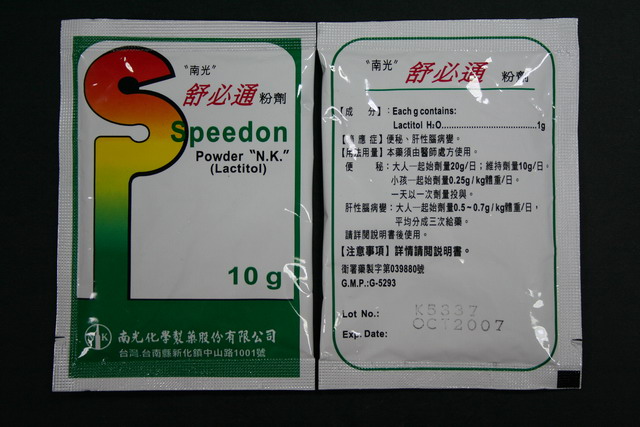 "南光"
舒必通 粉劑
Speedon
Powder "N.K."
(Lactitol)
10 g
NK 南光化學製藥股份有限公司
台灣.台南縣新化鎮中山路1001號
"南光" 舒必通 粉劑
【成 分】: Each g contains:
Lactitol H₂O..............................1g
【適應症】便秘、肝性腦病變。
【用法用量】本藥須由醫師處方使用。
便 秘:大人─起始劑量20g/日;維持劑量10g/日。
小孩─起始劑量0.25g/kg體重/日。
一天以一次劑量投與。
肝性腦病變:大人─起始劑量0.5~0.7g/kg體重/日,
平均分成三次給藥。
請詳閱說明書後使用。
【注意事項】詳情請閱說明書。
衛署藥製字第039880號
G.M.P.:G-5293
Lot No.: K5337
Exp. Date: OCT2007